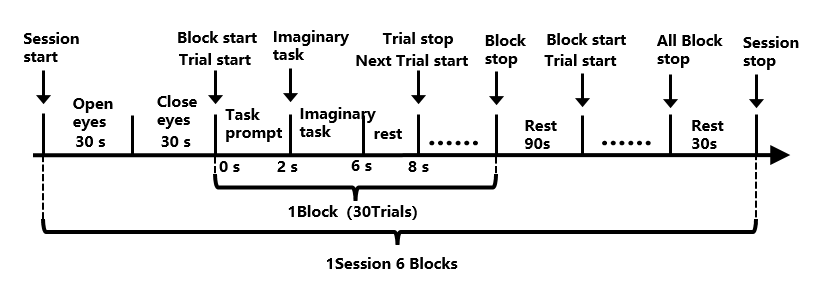 Session
start
Block start
Trial start
Imaginary
task
Trial stop
Next Trial start
Block
stop
Block start
Trial start
All Block
stop
Session
stop
Open
eyes
30 s
Close
eyes
30 s
Task
prompt
Imaginary
task
rest
......
Rest
90s
......
Rest
30s
0 s
2 s
6 s
8 s
1Block (30Trials)
1Session 6 Blocks